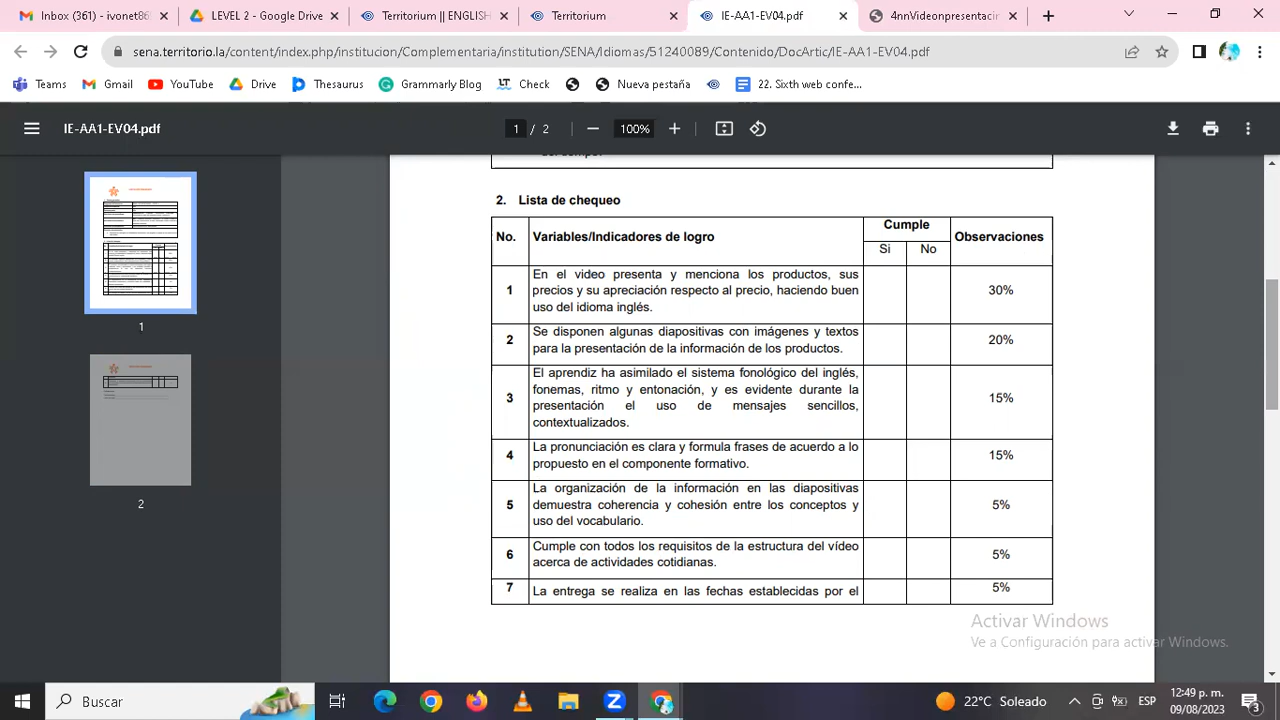 Inbox (361) - ivonet86
LEVEL 2 - Google Drive
Territorium || ENGLISH
Territorium
IE-AA1-EV04.pdf
4nnVideonpresentacin
sena.territorio.la/content/index.php/institucion/Complementaria/institution/SENA/Idiomas/51240089/Contenido/DocArtic/IE-AA1-EV04.pdf
Teams
Gmail
YouTube
Drive
Thesaurus
Grammarly Blog
LT Check
Nueva pestaña
22. Sixth web confe...
IE-AA1-EV04.pdf
1 / 2
100%
2. Lista de chequeo
No. Variables/Indicadores de logro Cumple Observaciones
Si No
1 En el video presenta y menciona los productos, sus
precios y su apreciación respecto al precio, haciendo buen
uso del idioma inglés.
30%
2 Se disponen algunas diapositivas con imágenes y textos
para la presentación de la información de los productos.
20%
3 El aprendiz ha asimilado el sistema fonológico del inglés,
fonemas, ritmo y entonación, y es evidente durante la
presentación el uso de mensajes sencillos,
contextualizados.
15%
4 La pronunciación es clara y formula frases de acuerdo a lo
propuesto en el componente formativo.
15%
5 La organización de la información en las diapositivas
demuestra coherencia y cohesión entre los conceptos y
uso del vocabulario.
5%
6 Cumple con todos los requisitos de la estructura del vídeo
acerca de actividades cotidianas.
5%
7 La entrega se realiza en las fechas establecidas por el
5%
1
2
Activar Windows
Ve a Configuración para activar Windows.
Buscar
22°C Soleado
ESP
12:49 p. m.
09/08/2023
3